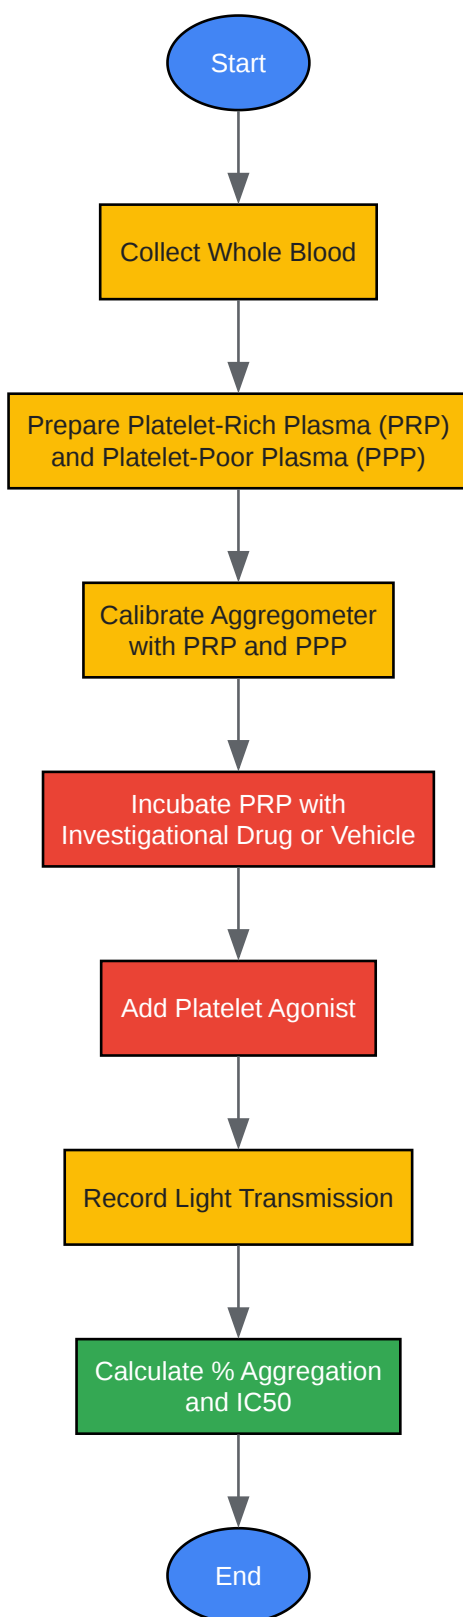 Start
Collect Whole Blood
Prepare Platelet-Rich Plasma (PRP)
and Platelet-Poor Plasma (PPP)
Calibrate Aggregometer
with PRP and PPP
Incubate PRP with
Investigational Drug or Vehicle
Add Platelet Agonist
Record Light Transmission
Calculate % Aggregation
and IC50
End